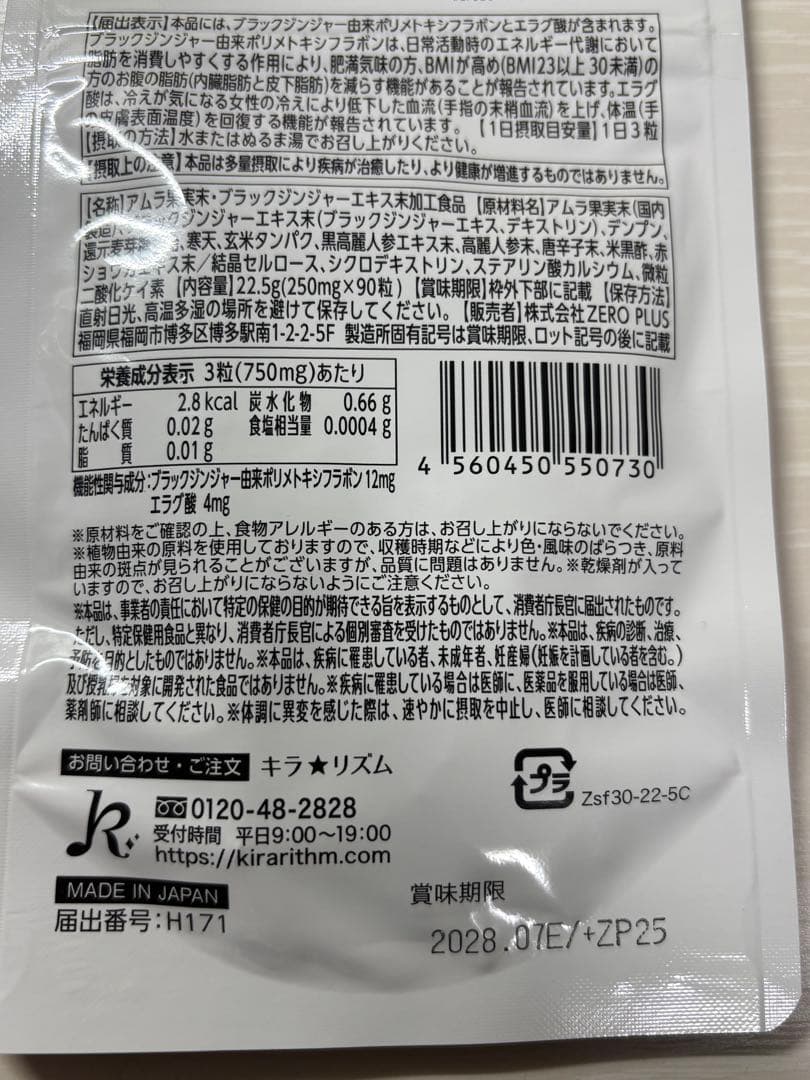 【届出表示】本品には、ブラックジンジャー由来ポリメトキシフラボンとエラグ酸が含まれます。
ブラックジンジャー由来ポリメトキシフラボンは、日常活動時のエネルギー代謝において
脂肪を消費しやすくする作用により、肥満気味の方、BMIが高め(BMI23以上30未満)の
方のお腹の脂肪(内臓脂肪と皮下脂肪)を減らす機能があることが報告されています。エラグ
酸は、冷えが気になる女性の冷えにより低下した血流(手指の末梢血流)を上げ、体温(手
の皮膚表面温度)を回復する機能が報告されています。【1日摂取目安量】1日3粒
【摂取の方法】水またはぬるま湯でお召し上がりください。
【摂取上の注意】本品は多量摂取により疾病が治癒したり、より健康が増進するものではありません。
【名称】アムラ果実末・ブラックジンジャーエキス末加工食品 【原材料名】アムラ果実末(国内
製造)、ブラックジンジャーエキス末(ブラックジンジャーエキス、デキストリン)、デンプン、
還元麦芽糖、寒天、玄米タンパク、黒高麗人参エキス末、高麗人参末、唐辛子末、米黒酢、赤
ショウガエキス末/結晶セルロース、シクロデキストリン、ステアリン酸カルシウム、微粒
二酸化ケイ素 【内容量】22.5g(250mg×90粒) 【賞味期限】枠外下部に記載 【保存方法】
直射日光、高温多湿の場所を避けて保存してください。【販売者】株式会社ZERO PLUS
福岡県福岡市博多区博多駅南1-2-2-5F 製造所固有記号は賞味期限、ロット記号の後に記載
栄養成分表示 3粒(750mg)あたり
エネルギー 2.8kcal 炭水化物 0.66g
たんぱく質 0.02g 食塩相当量 0.0004g
脂質 0.01g
4 560450 550730
機能性関与成分:ブラックジンジャー由来ポリメトキシフラボン 12mg
エラグ酸 4mg
※原材料をご確認の上、食物アレルギーのある方は、お召し上がりにならないでください。
※植物由来の原料を使用しておりますので、収穫時期などにより色・風味のばらつき、原料
由来の斑点が見られることがございますが、品質に問題はありません。※乾燥剤が入って
いますので、お召し上がりにならないようにご注意ください。
※本品は、事業者の責任において特定の保健の目的が期待できる旨を表示するものとして、消費者庁長官に届出されたものです。
ただし、特定保健用食品と異なり、消費者庁長官による個別審査を受けたものではありません。※本品は、疾病の診断、治療、
予防を目的としたものではありません。※本品は、疾病に罹患している者、未成年者、妊産婦(妊娠を計画している者を含む。)
及び授乳婦を対象に開発された食品ではありません。※疾病に罹患している場合は医師に、医薬品を服用している場合は医師、
薬剤師に相談してください。※体調に異変を感じた際は、速やかに摂取を中止し、医師に相談してください。
お問い合わせ・ご注文 キラ★リズム
プラ
Zsf30-22-5C
k
0120-48-2828
受付時間 平日9:00〜19:00
https://kirarithm.com
MADE IN JAPAN
届出番号:H171
賞味期限
2028.07E/+ZP25